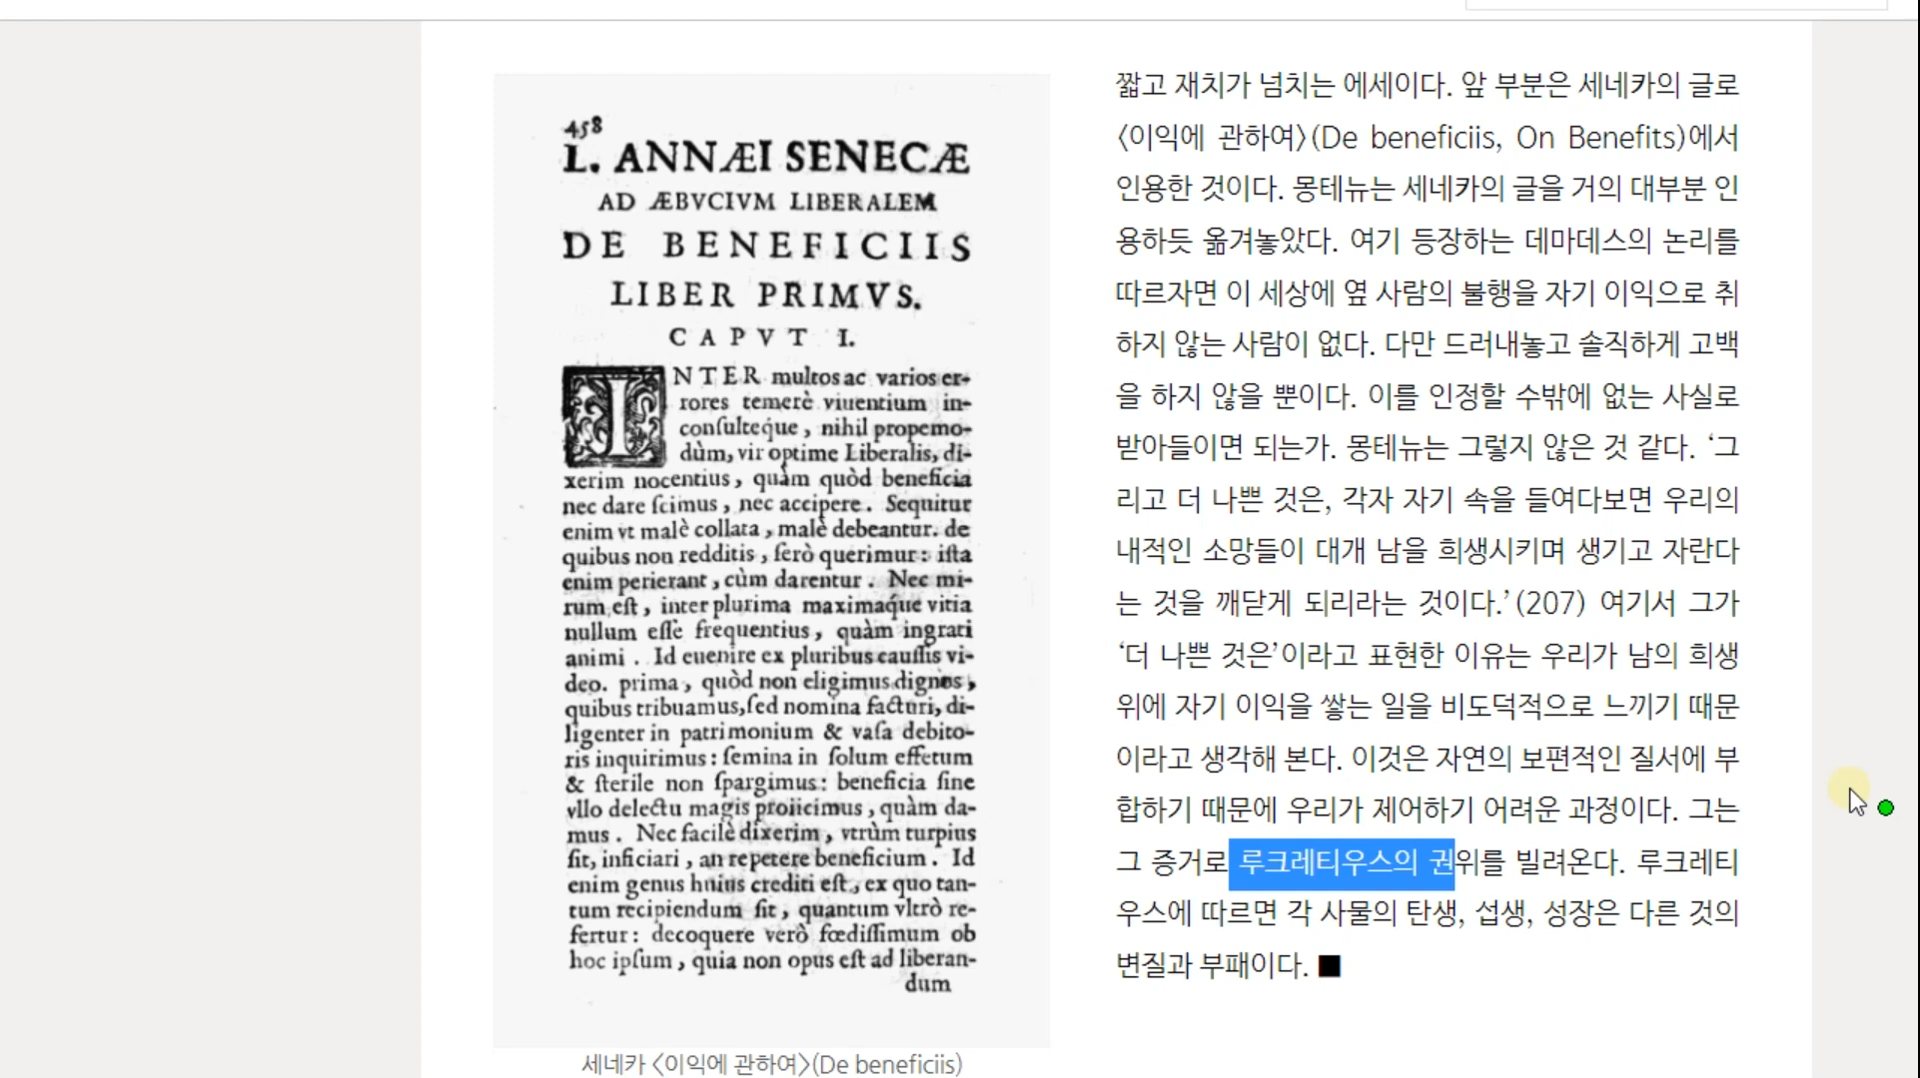 458
L. ANNÆI SENECÆ
AD ÆBVCIVM LIBERALEM
DE BENEFICIIS
LIBER PRIMVS.
CAPVT I.
INTER multos ac varios er-
rores temerè viuentium in-
conſulteq́ue, nihil propemo-
dùm, vir optime Liberalis, di-
xerim nocentius, quàm quòd beneficia
nec dare ſcimus, nec accipere. Sequitur
enim vt malè collata, malè debeantur. de
quibus non redditis, ſerò querimur: iſta
enim perierant, cùm darentur. Nec mi-
rum eſt, inter plurima maximaq́ue vitia
nullum eſſe frequentius, quàm ingrati
animi. Id euenire ex pluribus cauſſis vi-
deo. prima, quòd non eligimus dignos,
quibus tribuamus, ſed nomina facturi, di-
ligenter in patrimonium & vaſa debito-
ris inquirimus: ſemina in ſolum effetum
& ſterile non ſpargimus: beneficia ſine
vllo delectu magis proiicimus, quàm da-
mus. Nec facilè dixerim, vtrùm turpius
ſit, inficiari, an repetere beneficium. Id
enim genus huius crediti eſt, ex quo tan-
tum recipiendum ſit, quantum vltrò re-
fertur: decoquere verò fœdiſſimum ob
hoc ipſum, quia non opus eſt ad liberan-
dum
세네카 〈이익에 관하여〉(De beneficiis)
짧고 재치가 넘치는 에세이다. 앞 부분은 세네카의 글로
〈이익에 관하여〉(De beneficiis, On Benefits)에서
인용한 것이다. 몽테뉴는 세네카의 글을 거의 대부분 인
용하듯 옮겨놓았다. 여기 등장하는 데마데스의 논리를
따르자면 이 세상에 옆 사람의 불행을 자기 이익으로 취
하지 않는 사람이 없다. 다만 드러내놓고 솔직하게 고백
을 하지 않을 뿐이다. 이를 인정할 수밖에 없는 사실로
받아들이면 되는가. 몽테뉴는 그렇지 않은 것 같다. ‘그
리고 더 나쁜 것은, 각자 자기 속을 들여다보면 우리의
내적인 소망들이 대개 남을 희생시키며 생기고 자란다
는 것을 깨닫게 되리라는 것이다.’(207) 여기서 그가
‘더 나쁜 것은’이라고 표현한 이유는 우리가 남의 희생
위에 자기 이익을 쌓는 일을 비도덕적으로 느끼기 때문
이라고 생각해 본다. 이것은 자연의 보편적인 질서에 부
합하기 때문에 우리가 제어하기 어려운 과정이다. 그는
그 증거로 루크레티우스의 권위를 빌려온다. 루크레티
우스에 따르면 각 사물의 탄생, 섭생, 성장은 다른 것의
변질과 부패이다. ■